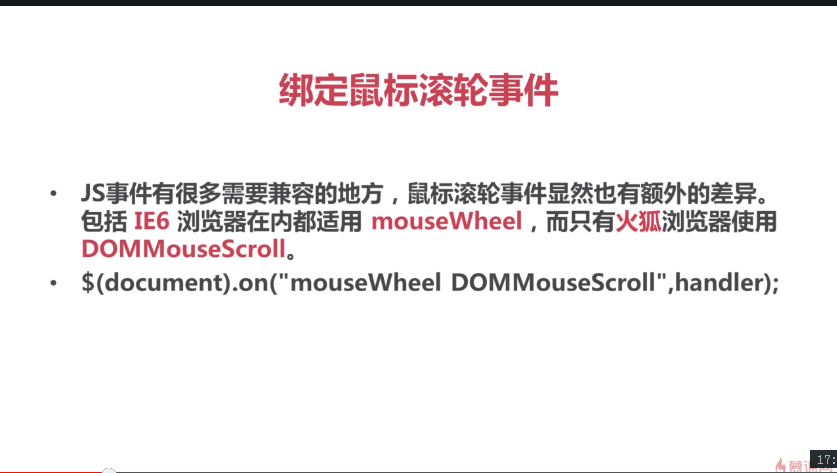 绑定鼠标滚轮事件
• JS事件有很多需要兼容的地方，鼠标滚轮事件显然也有额外的差异。
包括 IE6 浏览器在内都适用 mouseWheel，而只有火狐浏览器使用
DOMMouseScroll。
• $(document).on("mouseWheel DOMMouseScroll",handler);
17: